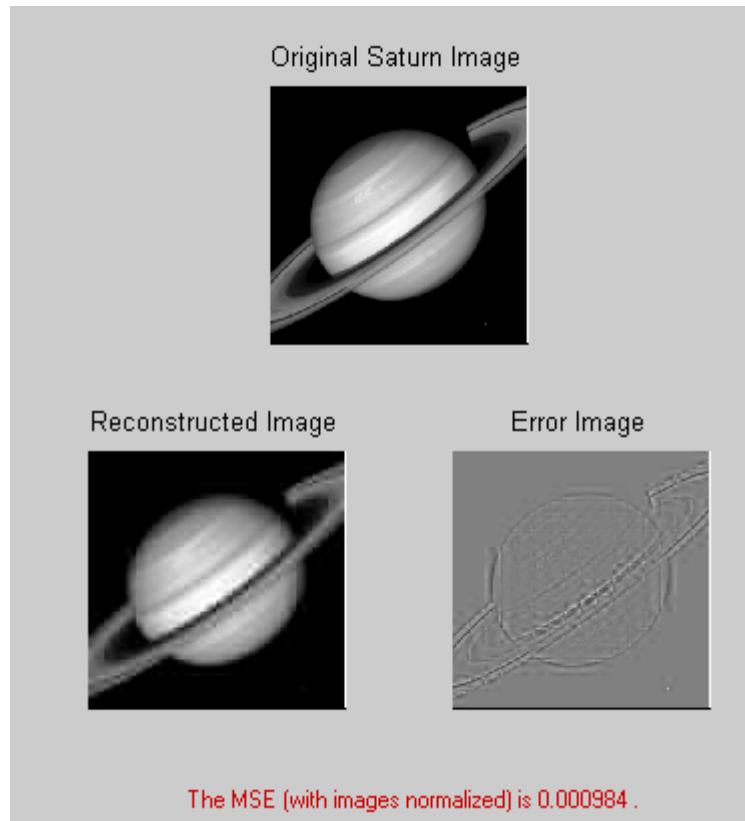 Original Saturn Image
Reconstructed Image
Error Image
The MSE (with images normalized) is 0.000984 .